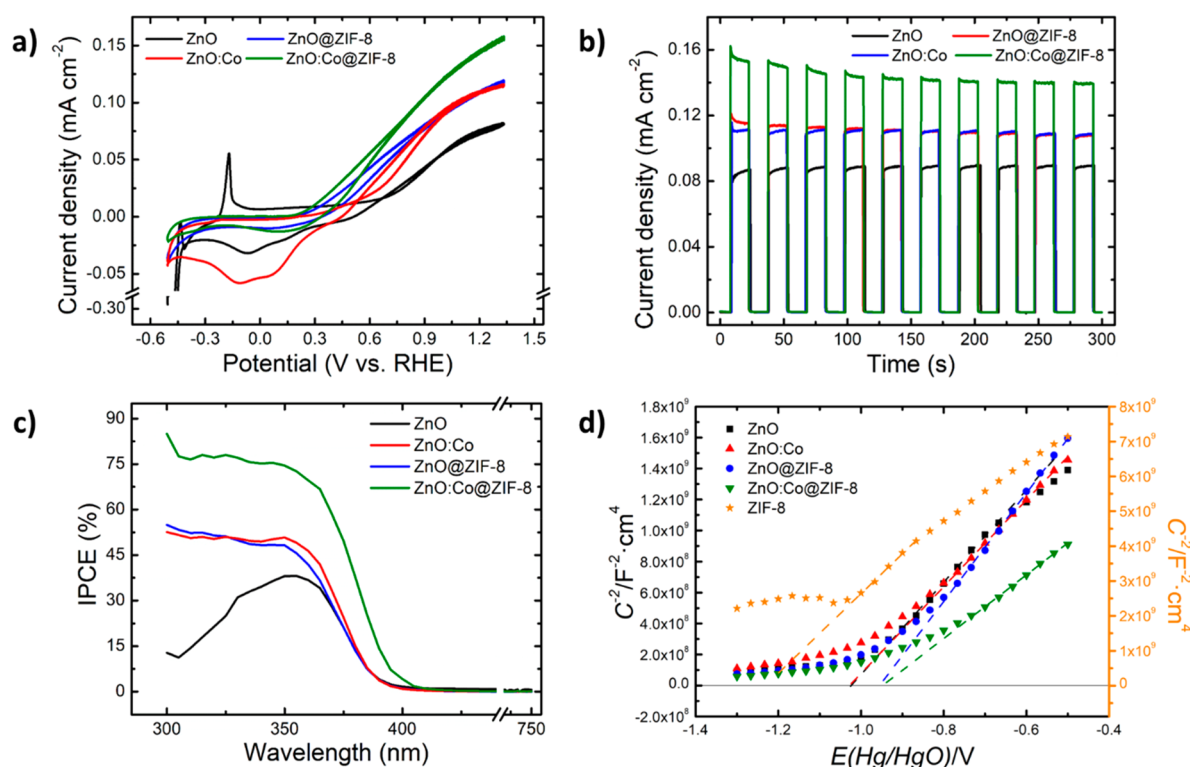 a)
ZnO
ZnO@ZIF-8
ZnO:Co
ZnO:Co@ZIF-8
0.15
0.10
0.05
0.00
-0.05
-0.30
Current density (mA cm⁻²)
-0.6 -0.3 0.0 0.3 0.6 0.9 1.2 1.5
Potential (V vs. RHE)
b)
ZnO
ZnO@ZIF-8
ZnO:Co
ZnO:Co@ZIF-8
0.16
0.12
0.08
0.04
0.00
Current density (mA cm⁻²)
0 50 100 150 200 250 300
Time (s)
c)
ZnO
ZnO:Co
ZnO@ZIF-8
ZnO:Co@ZIF-8
90
75
60
45
30
15
0
IPCE (%)
300 350 400 750
Wavelength (nm)
d)
ZnO
ZnO:Co
ZnO@ZIF-8
ZnO:Co@ZIF-8
ZIF-8
1.8x10⁹
1.6x10⁹
1.4x10⁹
1.2x10⁹
1.0x10⁹
8.0x10⁸
6.0x10⁸
4.0x10⁸
2.0x10⁸
0.0
-2.0x10⁸
C⁻²/F⁻²·cm⁴
8x10⁹
7x10⁹
6x10⁹
5x10⁹
4x10⁹
3x10⁹
2x10⁹
1x10⁹
0
C⁻²/F⁻²·cm⁴
-1.4 -1.2 -1.0 -0.8 -0.6 -0.4
E(Hg/HgO)/V